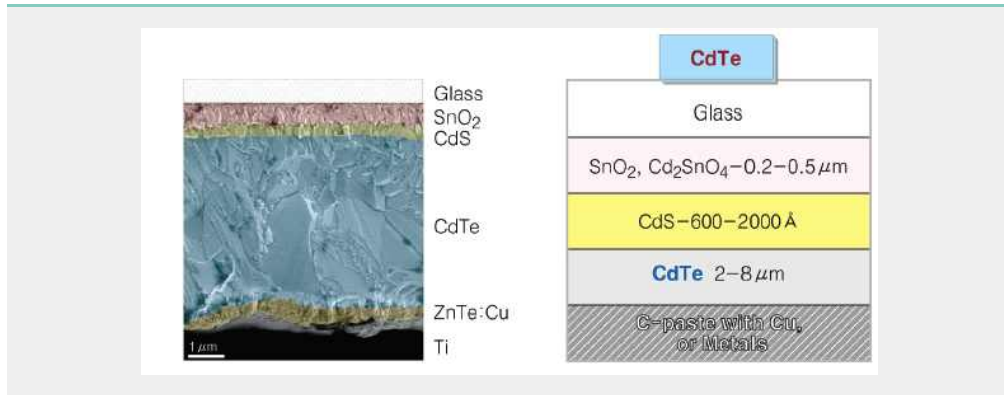 Glass
SnO₂
CdS
CdTe
ZnTe:Cu
Ti
1 μm
CdTe
Glass
SnO₂, Cd₂SnO₄-0.2-0.5 μm
CdS-600-2000 Å
CdTe 2-8 μm
C-paste with Cu,
or Metals